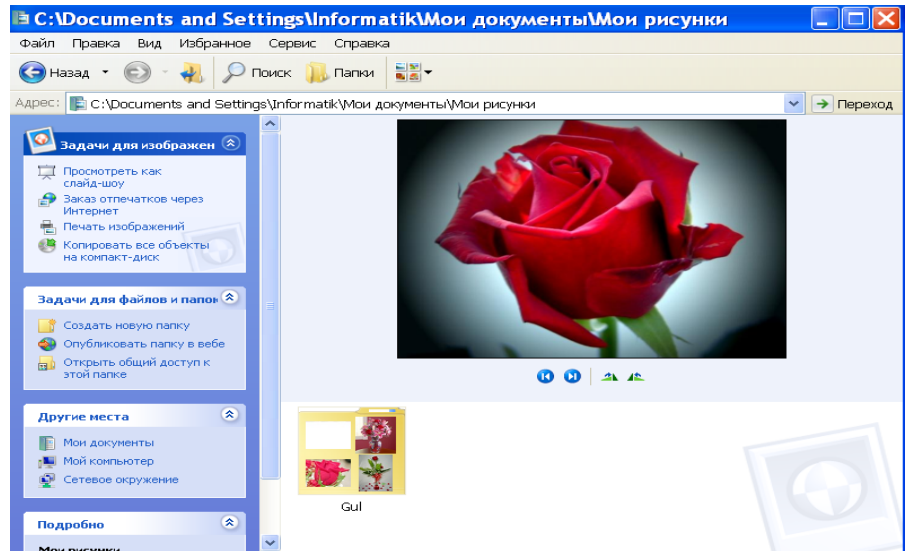 C:\Documents and Settings\Informatik\Мои документы\Мои рисунки
Файл Правка Вид Избранное Сервис Справка
Назад Поиск Папки
Адрес: C:\Documents and Settings\Informatik\Мои документы\Мои рисунки Переход
Задачи для изображен
Просмотреть как
слайд-шоу
Заказ отпечатков через
Интернет
Печать изображений
Копировать все объекты
на компакт-диск
Задачи для файлов и папок
Создать новую папку
Опубликовать папку в вебе
Открыть общий доступ к
этой папке
Другие места
Мои документы
Мой компьютер
Сетевое окружение
Подробно
Мои рисунки
Gul